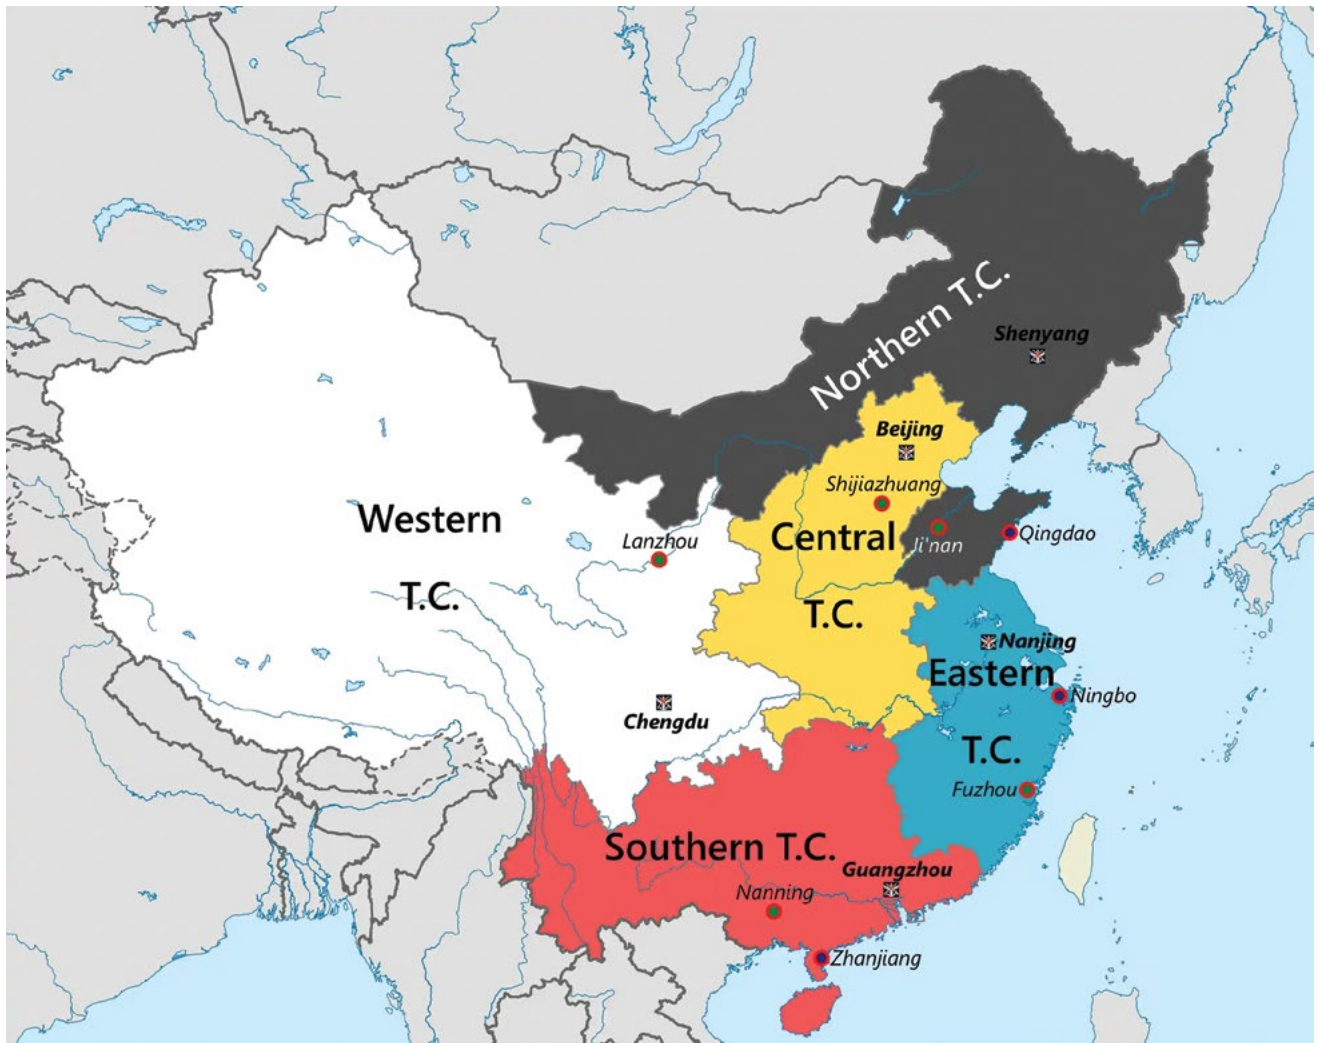 Northern T.C.
Shenyang
Beijing
Shijiazhuang
Western
Central
Ji'nan
Qingdao
Lanzhou
T.C.
T.C.
Nanjing
Eastern
Ningbo
Chengdu
T.C.
Fuzhou
Southern T.C.
Guangzhou
Nanning
Zhanjiang